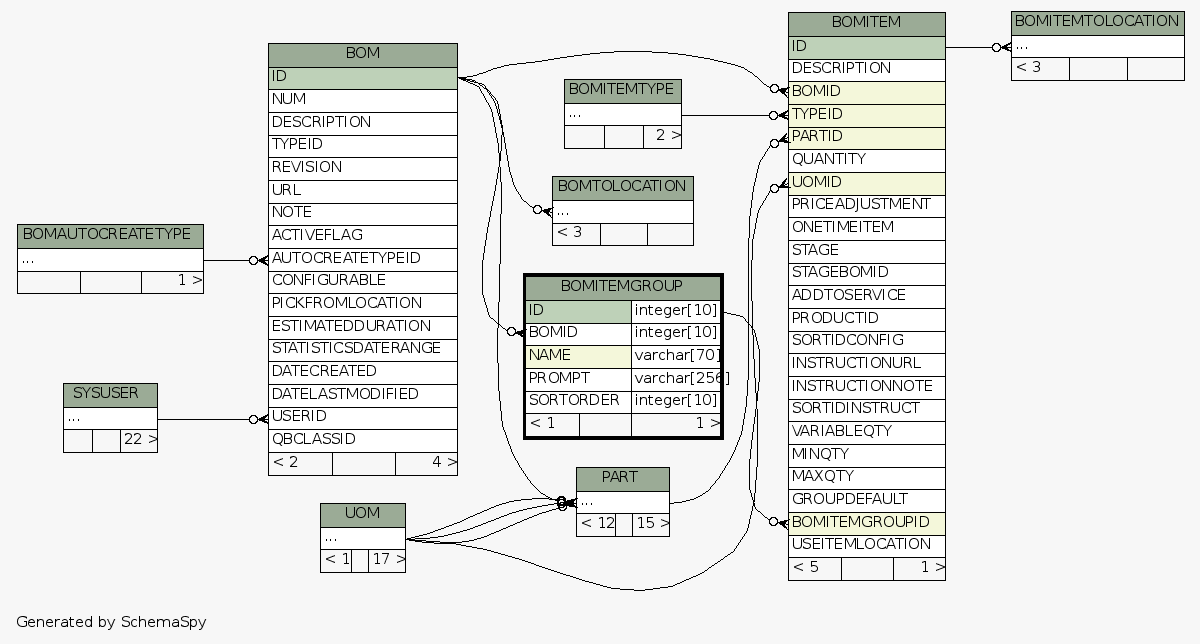 BOM
ID
NUM
DESCRIPTION
TYPEID
REVISION
URL
NOTE
ACTIVEFLAG
AUTOCREATETYPEID
CONFIGURABLE
PICKFROMLOCATION
ESTIMATEDDURATION
STATISTICSDATERANGE
DATECREATED
DATELASTMODIFIED
USERID
QBCLASSID
< 2 4 >
BOMAUTOCREATETYPE
...
1 >
SYSUSER
...
22 >
UOM
...
< 1 17 >
BOMITEMTYPE
...
2 >
BOMTOLOCATION
...
< 3
BOMITEMGROUP
ID integer[10]
BOMID integer[10]
NAME varchar[70]
PROMPT varchar[256]
SORTORDER integer[10]
< 1 1 >
PART
...
< 12 15 >
BOMITEM
ID
DESCRIPTION
BOMID
TYPEID
PARTID
QUANTITY
UOMID
PRICEADJUSTMENT
ONETIMEITEM
STAGE
STAGEBOMID
ADDTOSERVICE
PRODUCTID
SORTIDCONFIG
INSTRUCTIONURL
INSTRUCTIONNOTE
SORTIDINSTRUCT
VARIABLEQTY
MINQTY
MAXQTY
GROUPDEFAULT
BOMITEMGROUPID
USEITEMLOCATION
< 5 1 >
BOMITEMTOLOCATION
...
< 3
Generated by SchemaSpy